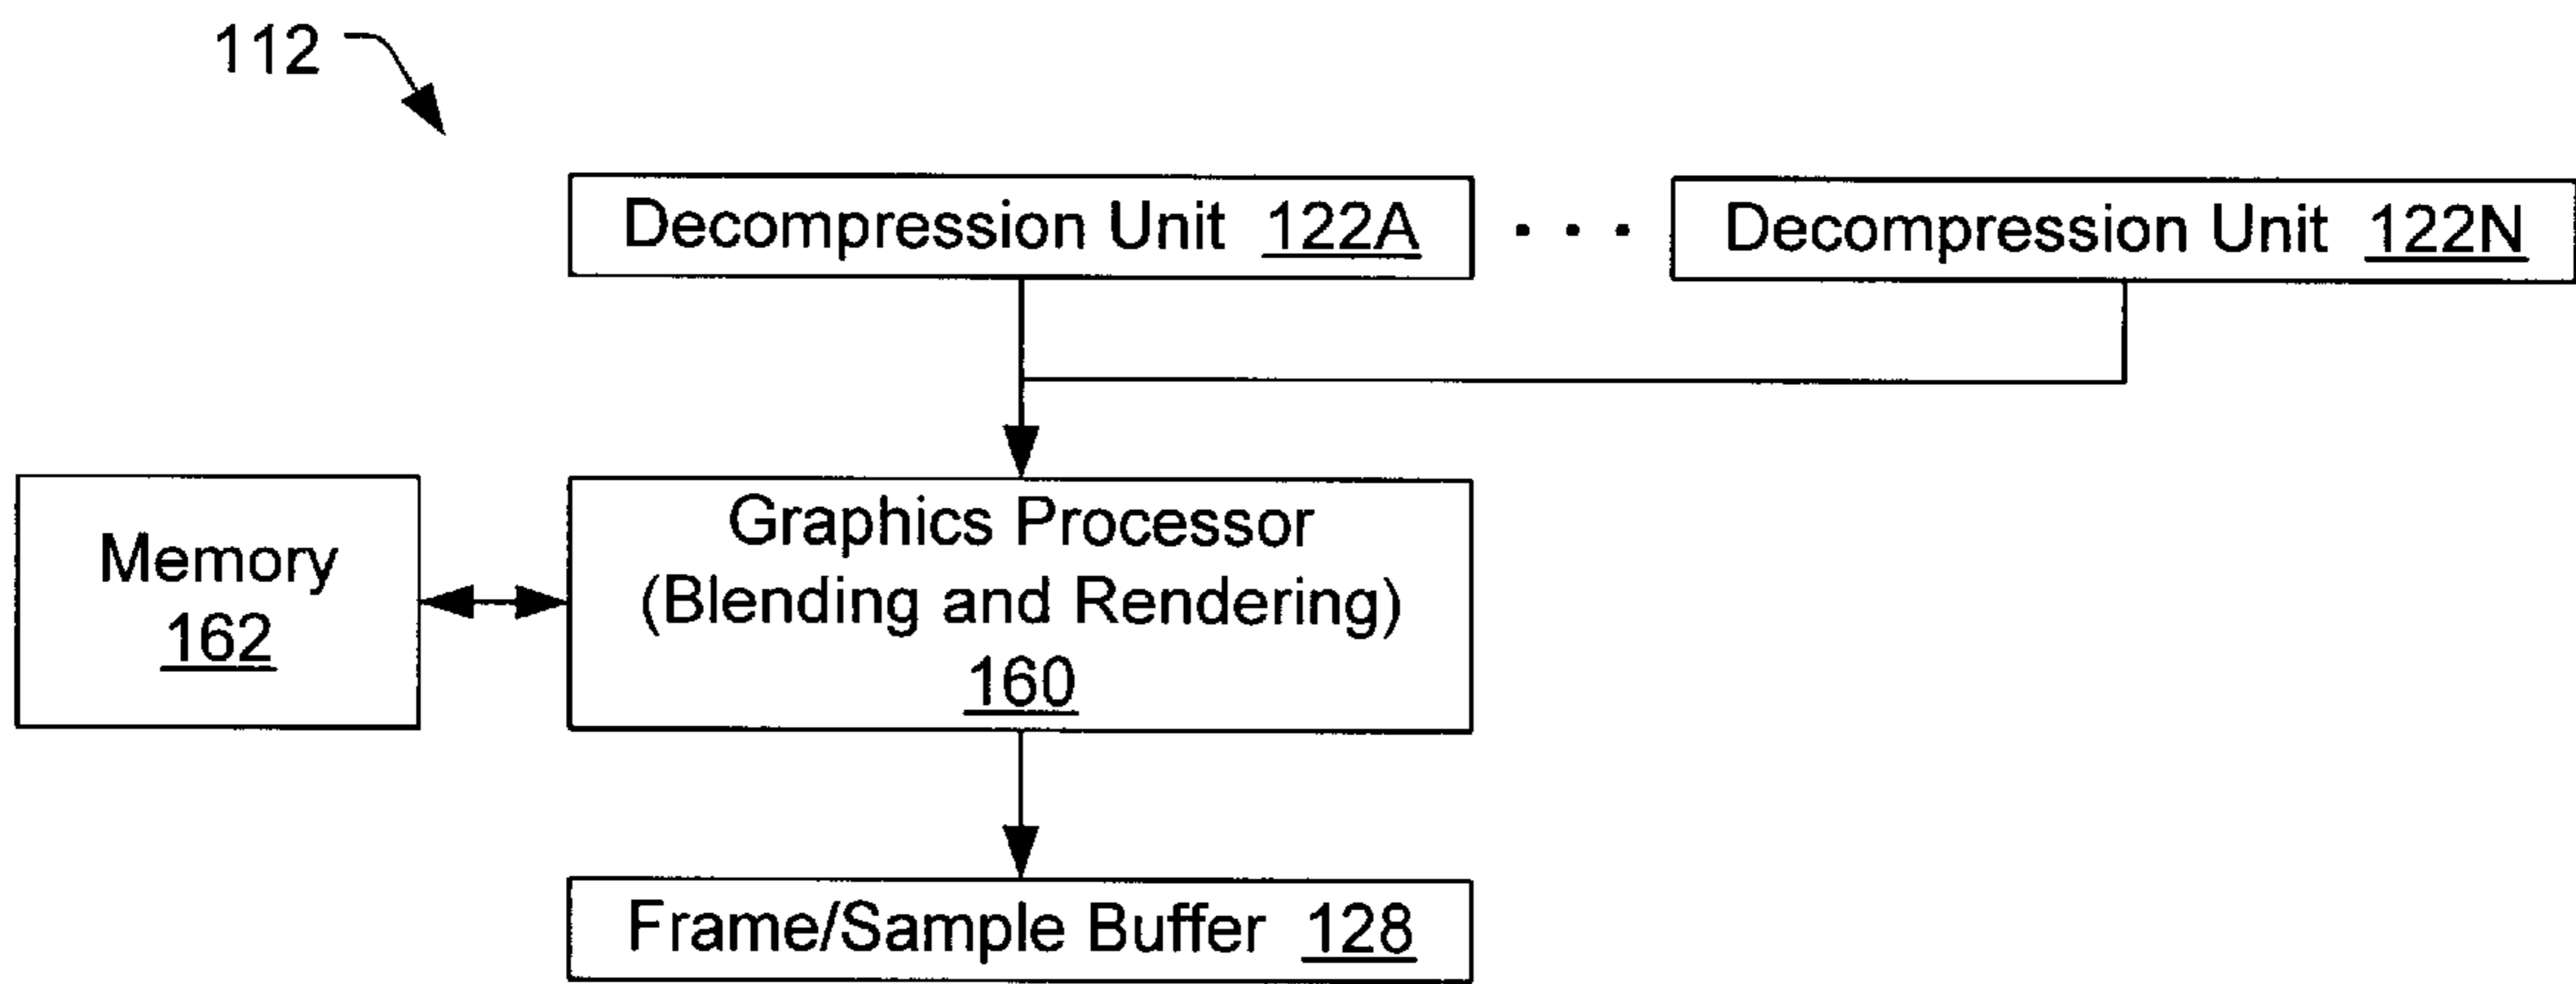 112
Decompression Unit 122A
. . .
Decompression Unit 122N
Memory
162
Graphics Processor
(Blending and Rendering)
160
Frame/Sample Buffer 128